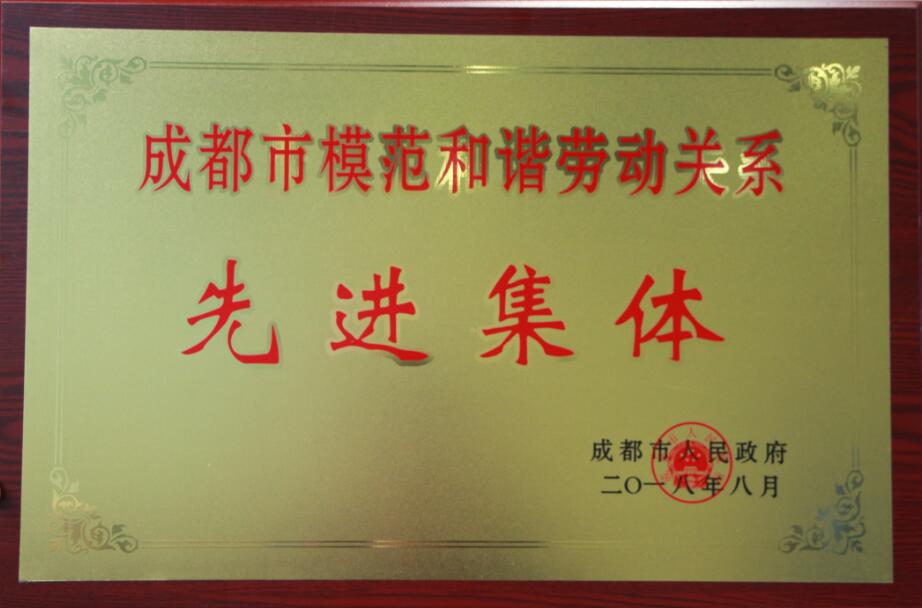 成都市模范和谐劳动关系
先进集体
成都市人民政府
二〇一八年八月